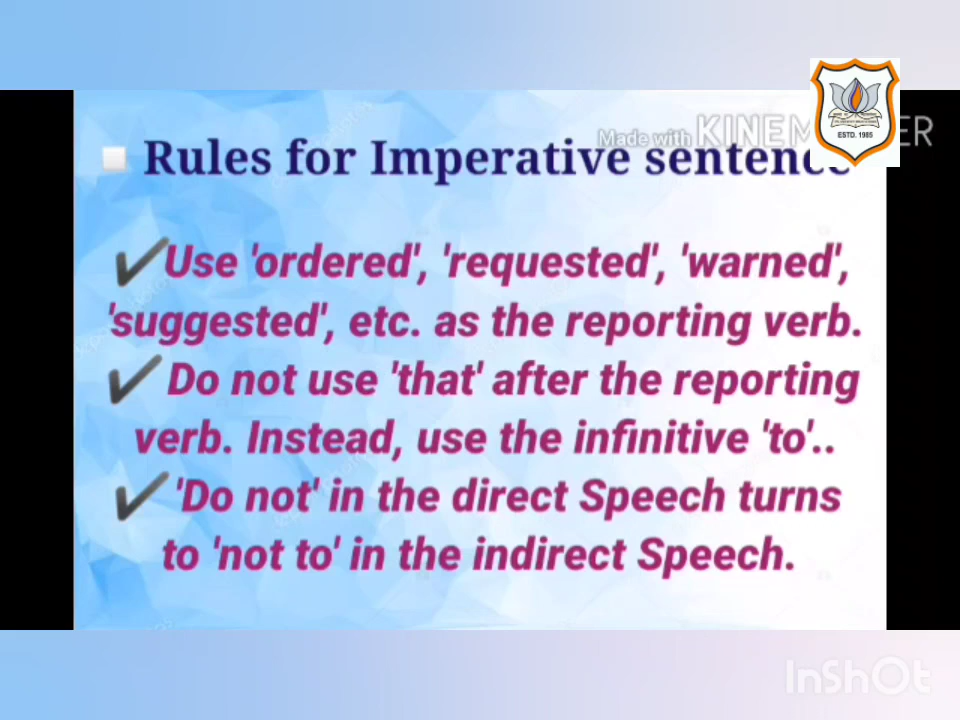 Made with KINEMASTER
Rules for Imperative sentence
ESTD. 1985
✔Use 'ordered', 'requested', 'warned',
'suggested', etc. as the reporting verb.
✔ Do not use 'that' after the reporting
verb. Instead, use the infinitive 'to'..
✔ 'Do not' in the direct Speech turns
to 'not to' in the indirect Speech.
InShOt